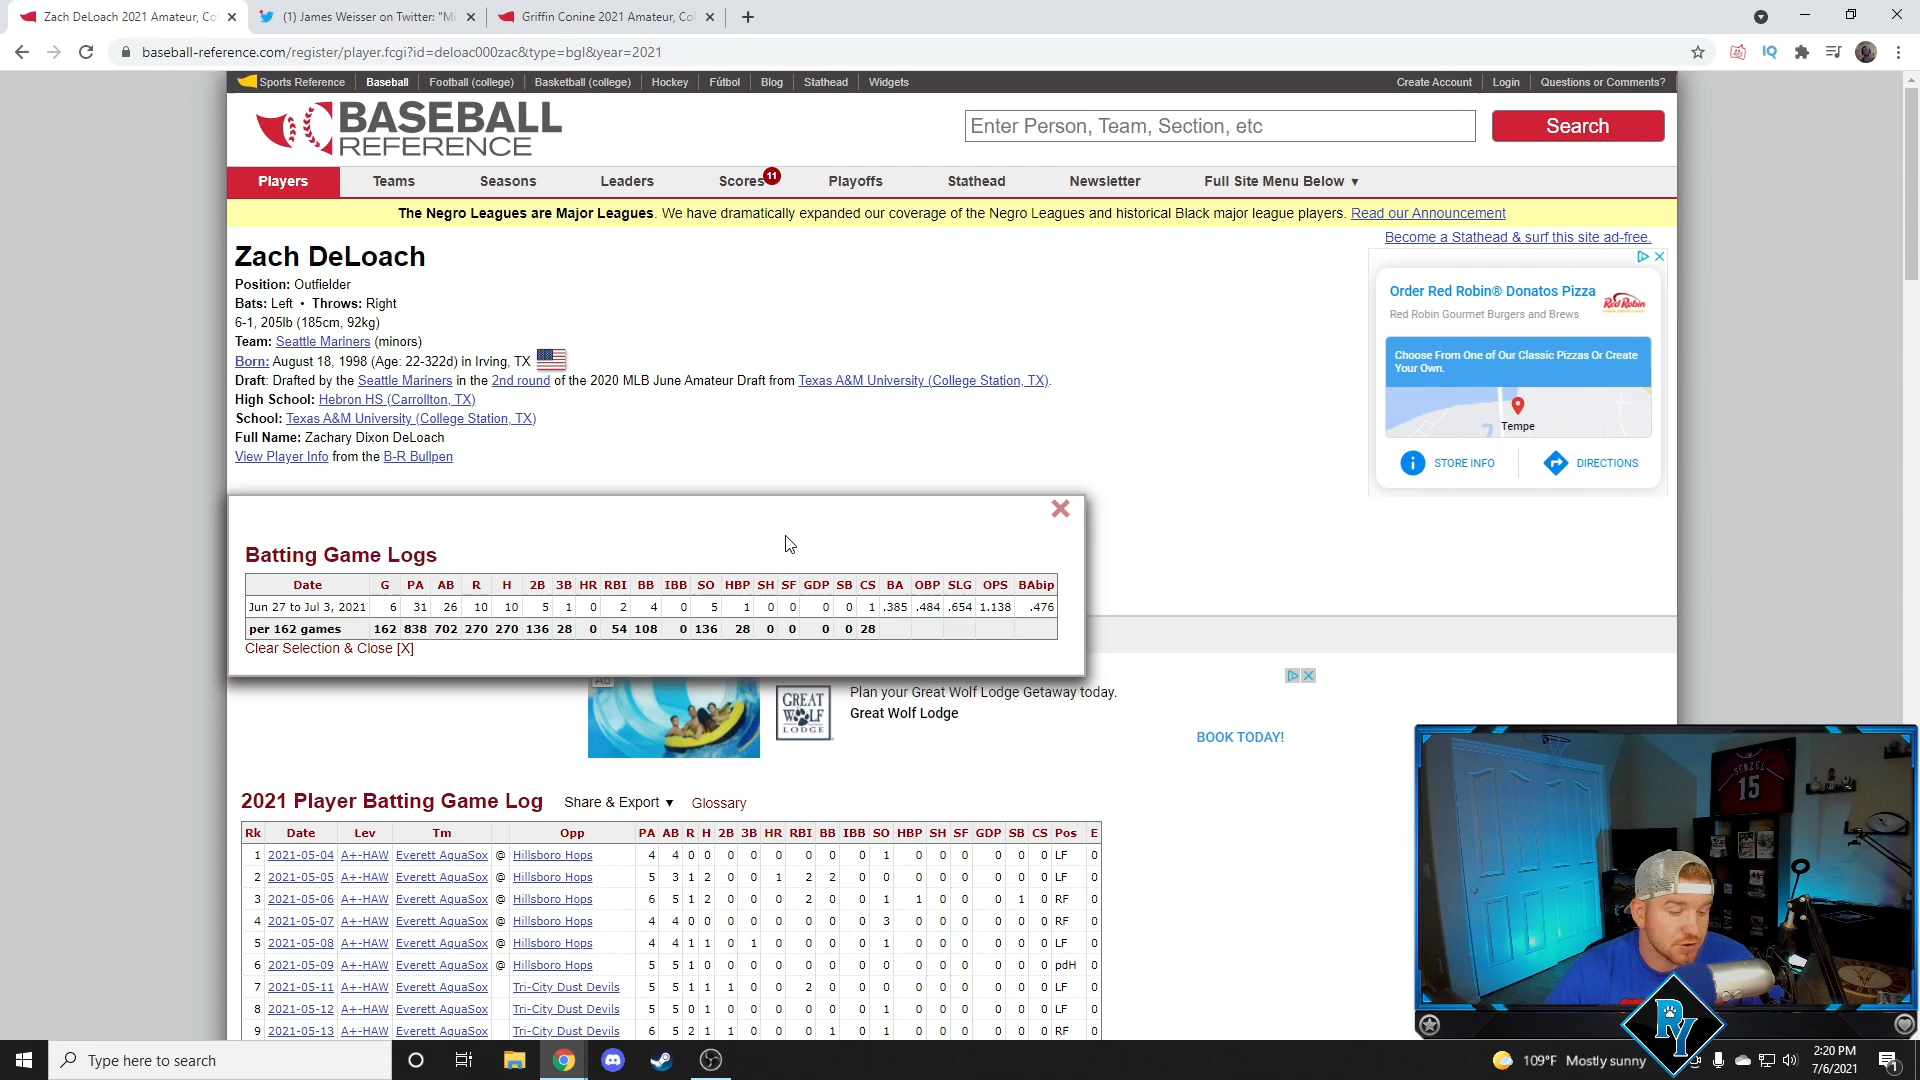 Zach DeLoach 2021 Amateur, Co
(1) James Weisser on Twitter: "Mi
Griffin Conine 2021 Amateur, Col
baseball-reference.com/register/player.fcgi?id=deloac000zac&type=bgl&year=2021
Sports Reference Baseball Football (college) Basketball (college) Hockey Fútbol Blog Stathead Widgets Create Account Login Questions or Comments?
BASEBALL
REFERENCE
Enter Person, Team, Section, etc Search
Players Teams Seasons Leaders Scores 11 Playoffs Stathead Newsletter Full Site Menu Below ▼
The Negro Leagues are Major Leagues. We have dramatically expanded our coverage of the Negro Leagues and historical Black major league players. Read our Announcement
Become a Stathead & surf this site ad-free.
Zach DeLoach
Position: Outfielder
Bats: Left • Throws: Right
6-1, 205lb (185cm, 92kg)
Team: Seattle Mariners (minors)
Born: August 18, 1998 (Age: 22-322d) in Irving, TX
Draft: Drafted by the Seattle Mariners in the 2nd round of the 2020 MLB June Amateur Draft from Texas A&M University (College Station, TX).
High School: Hebron HS (Carrollton, TX)
School: Texas A&M University (College Station, TX)
Full Name: Zachary Dixon DeLoach
View Player Info from the B-R Bullpen
Order Red Robin® Donatos Pizza
Red Robin Gourmet Burgers and Brews
Red Robin
Choose From One of Our Classic Pizzas Or Create
Your Own.
Tempe
STORE INFO DIRECTIONS
Batting Game Logs
Date G PA AB R H 2B 3B HR RBI BB IBB SO HBP SH SF GDP SB CS BA OBP SLG OPS BAbip
Jun 27 to Jul 3, 2021 6 31 26 10 10 5 1 0 2 4 0 5 1 0 0 0 0 1 .385 .484 .654 1.138 .476
per 162 games 162 838 702 270 270 136 28 0 54 108 0 136 28 0 0 0 0 28
Clear Selection & Close [X]
Ad
GREAT
WOLF
LODGE
Plan your Great Wolf Lodge Getaway today.
Great Wolf Lodge
BOOK TODAY!
2021 Player Batting Game Log Share & Export ▼ Glossary
Rk Date Lev Tm Opp PA AB R H 2B 3B HR RBI BB IBB SO HBP SH SF GDP SB CS Pos E
1 2021-05-04 A+-HAW Everett AquaSox @ Hillsboro Hops 4 4 0 0 0 0 0 0 0 0 1 0 0 0 0 0 0 LF 0
2 2021-05-05 A+-HAW Everett AquaSox @ Hillsboro Hops 5 3 1 2 0 0 1 2 2 0 0 0 0 0 0 0 0 LF 0
3 2021-05-06 A+-HAW Everett AquaSox @ Hillsboro Hops 6 5 1 2 0 0 0 2 0 0 1 1 0 0 0 1 0 RF 0
4 2021-05-07 A+-HAW Everett AquaSox @ Hillsboro Hops 4 4 0 0 0 0 0 0 0 0 3 0 0 0 0 0 0 RF 0
5 2021-05-08 A+-HAW Everett AquaSox @ Hillsboro Hops 4 4 1 1 0 1 0 0 0 0 1 0 0 0 0 0 0 LF 0
6 2021-05-09 A+-HAW Everett AquaSox @ Hillsboro Hops 5 5 1 0 0 0 0 0 0 0 1 0 0 0 0 0 0 pdH 0
7 2021-05-11 A+-HAW Everett AquaSox Tri-City Dust Devils 5 5 1 1 1 0 0 2 0 0 0 0 0 0 0 0 0 LF 0
8 2021-05-12 A+-HAW Everett AquaSox Tri-City Dust Devils 5 5 0 1 0 0 0 0 0 0 1 0 0 0 0 0 0 LF 0
9 2021-05-13 A+-HAW Everett AquaSox Tri-City Dust Devils 6 5 2 1 1 0 0 0 1 0 1 0 0 0 0 0 0 RF 0
SENZEL
15
RY
Type here to search
109°F Mostly sunny
2:20 PM
7/6/2021
1